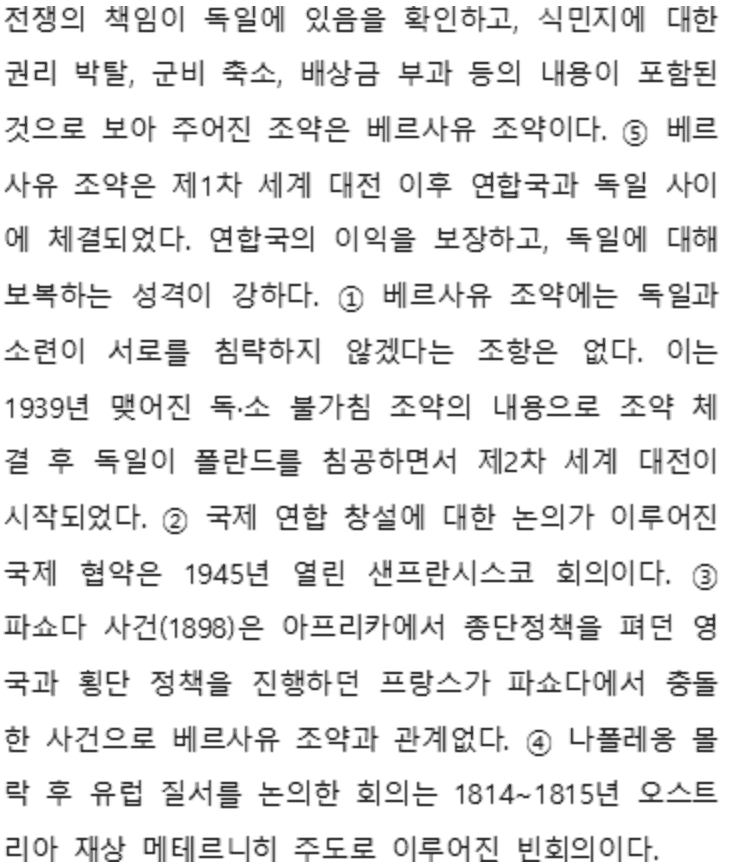 전쟁의 책임이 독일에 있음을 확인하고, 식민지에 대한
권리 박탈, 군비 축소, 배상금 부과 등의 내용이 포함된
것으로 보아 주어진 조약은 베르사유 조약이다. ⑤ 베르
사유 조약은 제1차 세계 대전 이후 연합국과 독일 사이
에 체결되었다. 연합국의 이익을 보장하고, 독일에 대해
보복하는 성격이 강하다. ① 베르사유 조약에는 독일과
소련이 서로를 침략하지 않겠다는 조항은 없다. 이는
1939년 맺어진 독·소 불가침 조약의 내용으로 조약 체
결 후 독일이 폴란드를 침공하면서 제2차 세계 대전이
시작되었다. ② 국제 연합 창설에 대한 논의가 이루어진
국제 협약은 1945년 열린 샌프란시스코 회의이다. ③
파쇼다 사건(1898)은 아프리카에서 종단정책을 펴던 영
국과 횡단 정책을 진행하던 프랑스가 파쇼다에서 충돌
한 사건으로 베르사유 조약과 관계없다. ④ 나폴레옹 몰
락 후 유럽 질서를 논의한 회의는 1814~1815년 오스트
리아 재상 메테르니히 주도로 이루어진 빈회의이다.